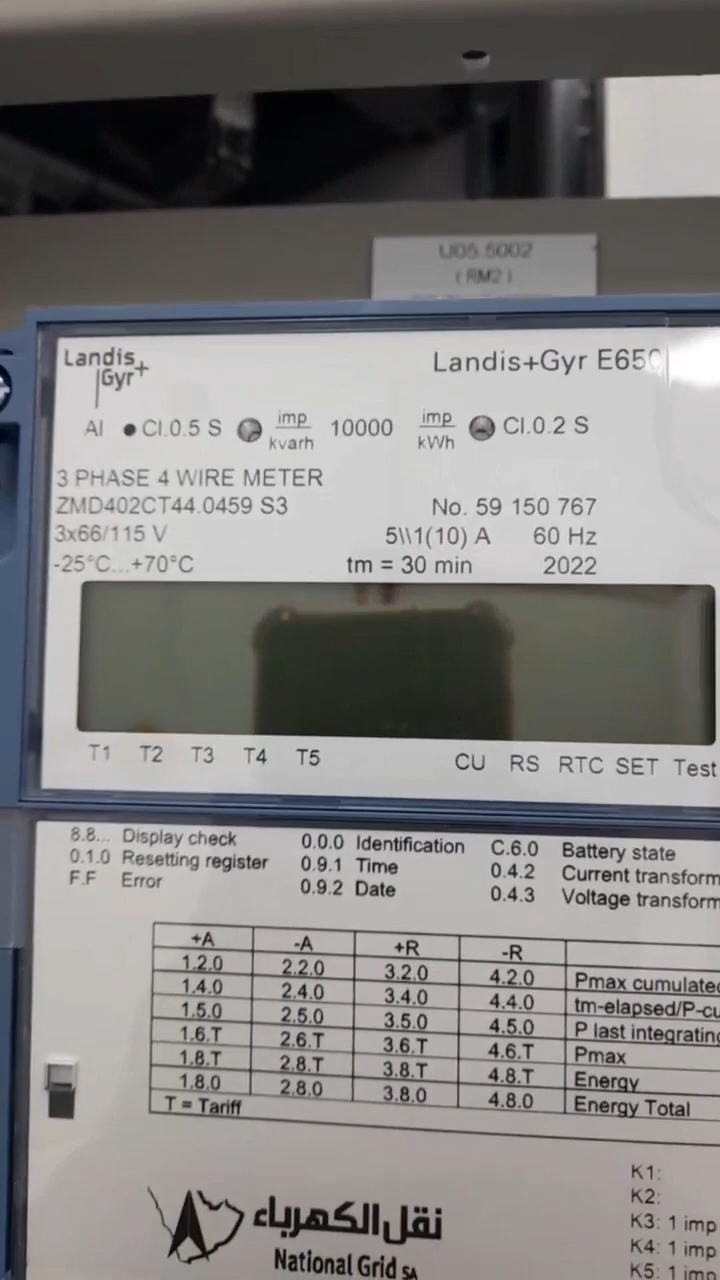 U05.5002
( RM2 )
Landis+
Gyr+
Landis+Gyr E650
AI ● Cl.0.5 S imp/kvarh 10000 imp/kWh Cl.0.2 S
3 PHASE 4 WIRE METER
ZMD402CT44.0459 S3 No. 59 150 767
3x66/115 V 5\\1(10) A 60 Hz
-25°C...+70°C tm = 30 min 2022
T1 T2 T3 T4 T5 CU RS RTC SET Test
8.8... Display check 0.0.0 Identification C.6.0 Battery state
0.1.0 Resetting register 0.9.1 Time 0.4.2 Current transform
F.F Error 0.9.2 Date 0.4.3 Voltage transform
+A -A +R -R
1.2.0 2.2.0 3.2.0 4.2.0 Pmax cumulated
1.4.0 2.4.0 3.4.0 4.4.0 tm-elapsed/P-cu
1.5.0 2.5.0 3.5.0 4.5.0 P last integrating
1.6.T 2.6.T 3.6.T 4.6.T Pmax
1.8.T 2.8.T 3.8.T 4.8.T Energy
1.8.0 2.8.0 3.8.0 4.8.0 Energy Total
T = Tariff
K1:
K2:
K3: 1 imp
K4: 1 imp
K5: 1 imp
نقل الكهرباء
National Grid SA